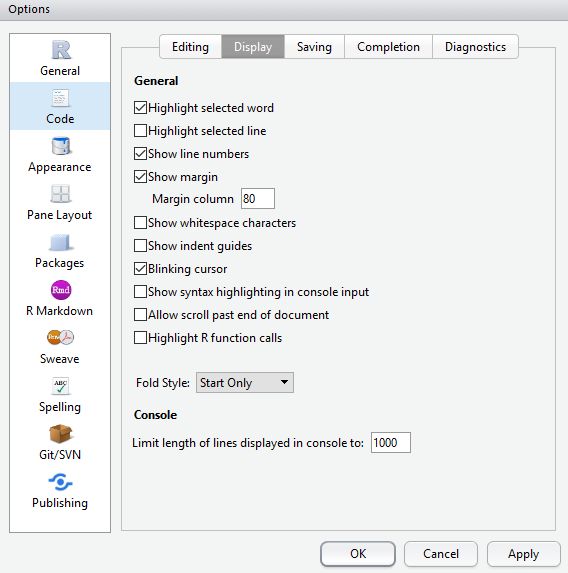 Options
R
General
Code
Appearance
Pane Layout
Packages
Rmd
R Markdown
Sweave
ABC
Spelling
Git/SVN
Publishing
Editing Display Saving Completion Diagnostics
General
Highlight selected word
Highlight selected line
Show line numbers
Show margin
Margin column 80
Show whitespace characters
Show indent guides
Blinking cursor
Show syntax highlighting in console input
Allow scroll past end of document
Highlight R function calls
Fold Style: Start Only
Console
Limit length of lines displayed in console to: 1000
OK Cancel Apply